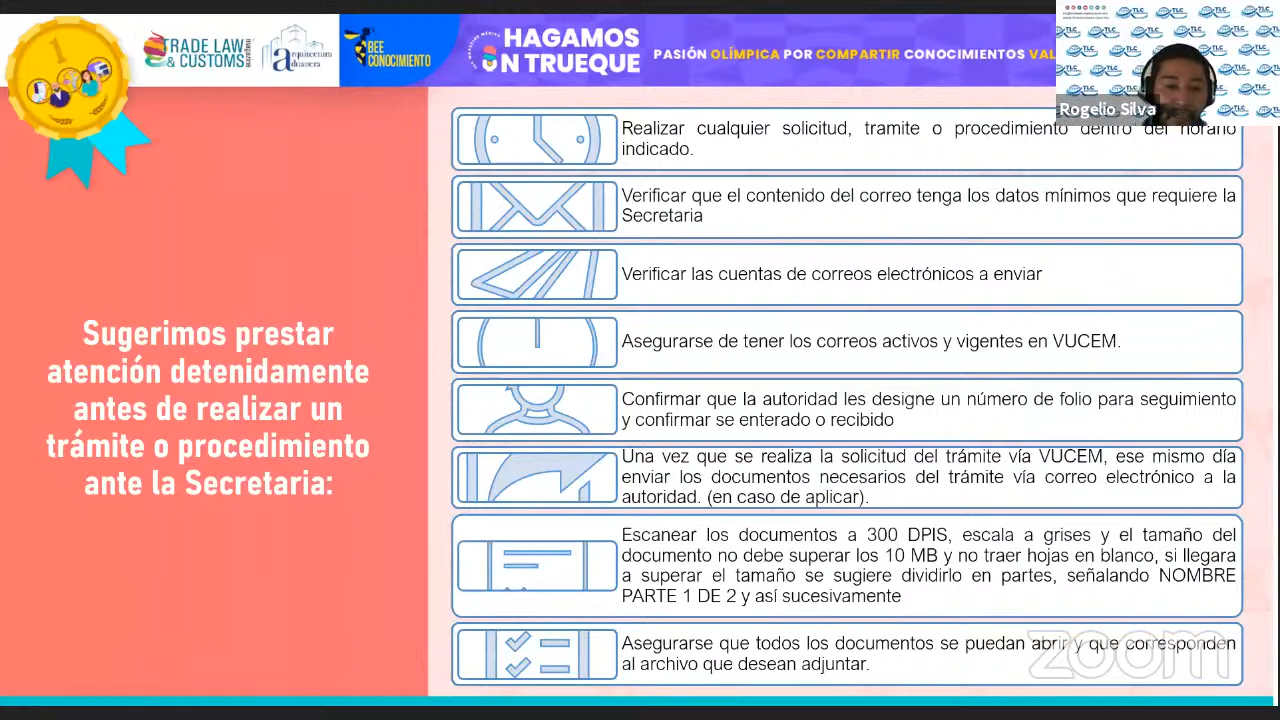 1
TRADE LAW
& CUSTOMS
Arquitectura
Aduanera
BEE
CONOCIMIENTO
HAGAMOS
UN TRUEQUE
PASIÓN OLÍMPICA POR COMPARTIR CONOCIMIENTOS VAL
TLC
Rogelio Silva
Sugerimos prestar
atención detenidamente
antes de realizar un
trámite o procedimiento
ante la Secretaria:
Realizar cualquier solicitud, tramite o procedimiento dentro del horario
indicado.
Verificar que el contenido del correo tenga los datos mínimos que requiere la
Secretaria
Verificar las cuentas de correos electrónicos a enviar
Asegurarse de tener los correos activos y vigentes en VUCEM.
Confirmar que la autoridad les designe un número de folio para seguimiento
y confirmar se enterado o recibido
Una vez que se realiza la solicitud del trámite vía VUCEM, ese mismo día
enviar los documentos necesarios del trámite vía correo electrónico a la
autoridad. (en caso de aplicar).
Escanear los documentos a 300 DPIS, escala a grises y el tamaño del
documento no debe superar los 10 MB y no traer hojas en blanco, si llegara
a superar el tamaño se sugiere dividirlo en partes, señalando NOMBRE
PARTE 1 DE 2 y así sucesivamente
Asegurarse que todos los documentos se puedan abrir y que corresponden
al archivo que desean adjuntar.
zoom